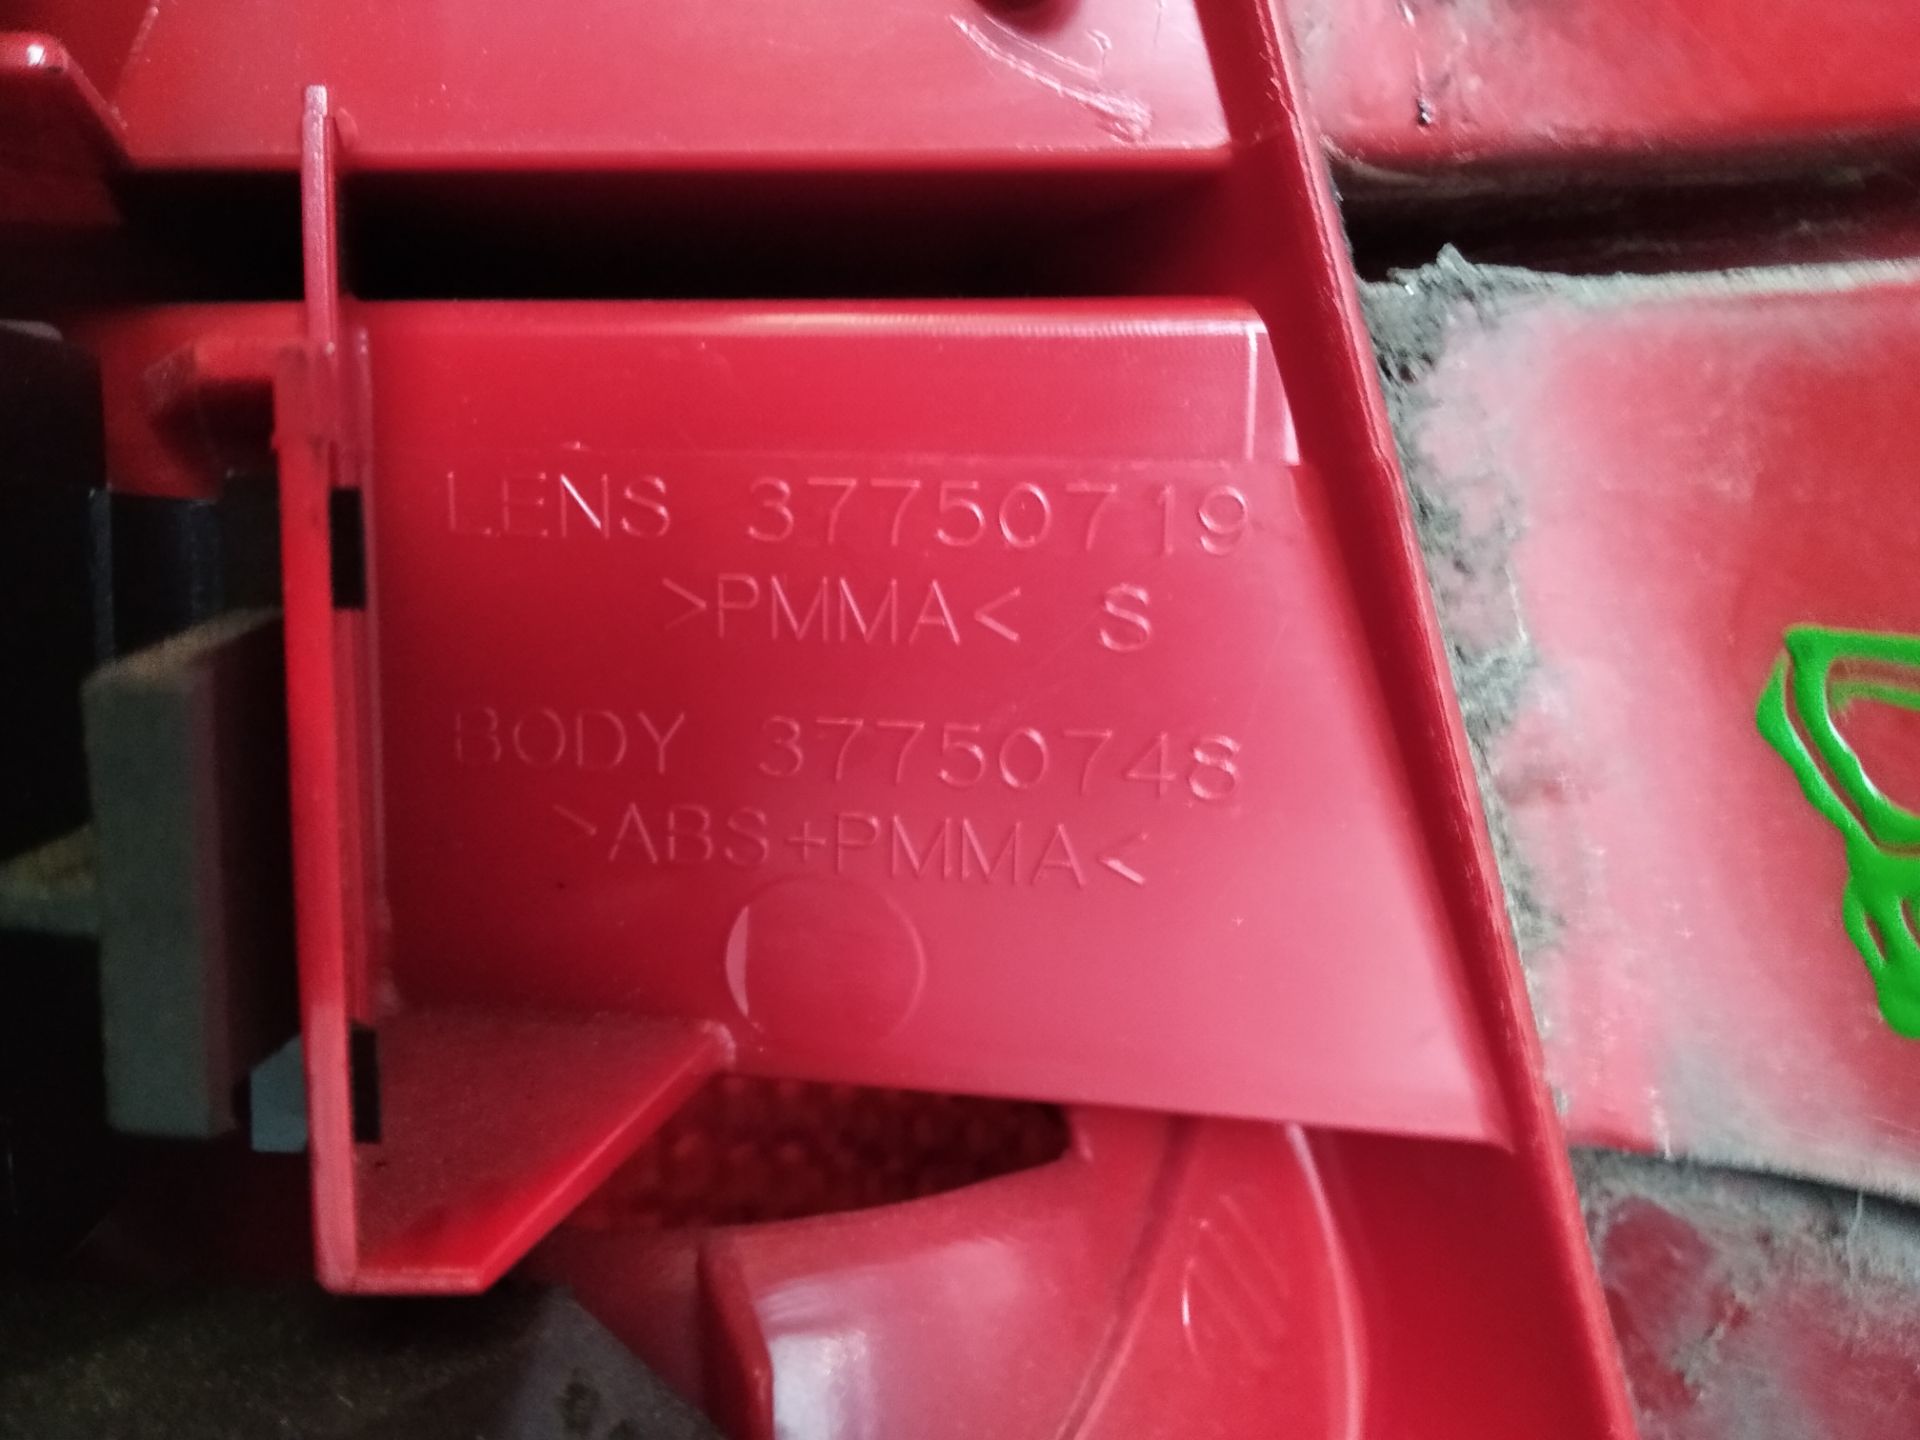 LENS 37750719
>PMMA< S
BODY 37750748
>ABS+PMMA<